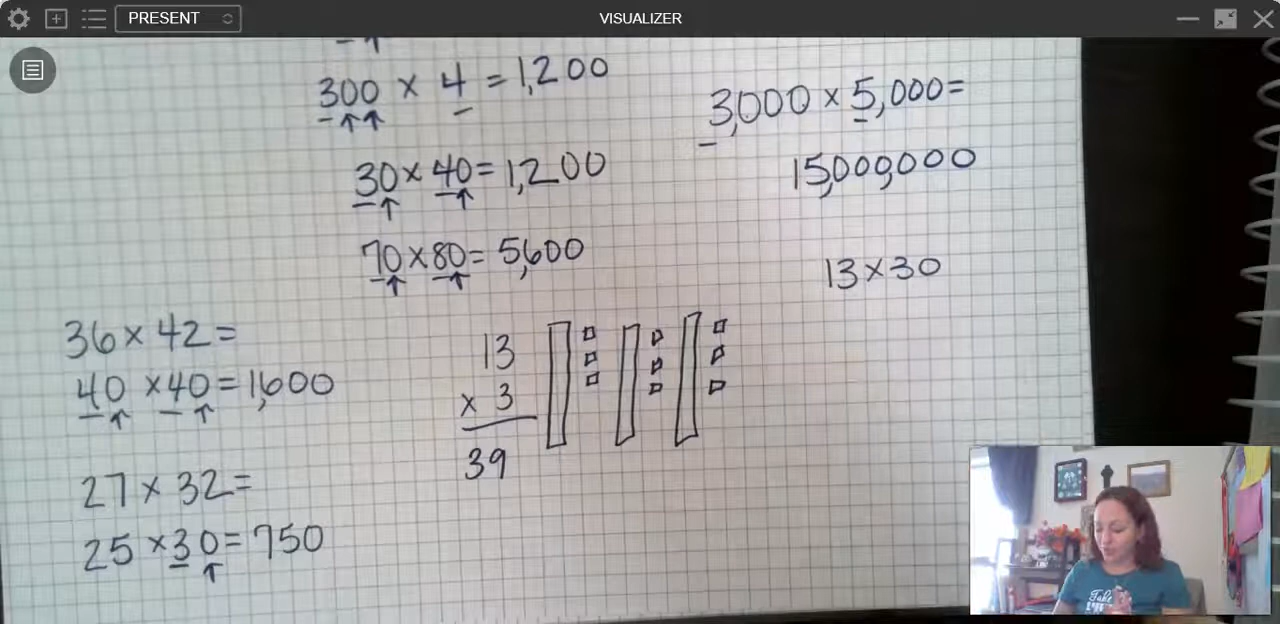 PRESENT
VISUALIZER
300 × 4 = 1,200
3,000 × 5,000=
15,000,000
30 × 40 = 1,200
70 × 80 = 5,600
13 × 30
36 × 42 =
40 × 40 = 1,600
27 × 32 =
25 × 30 = 750
13
× 3
39
Take